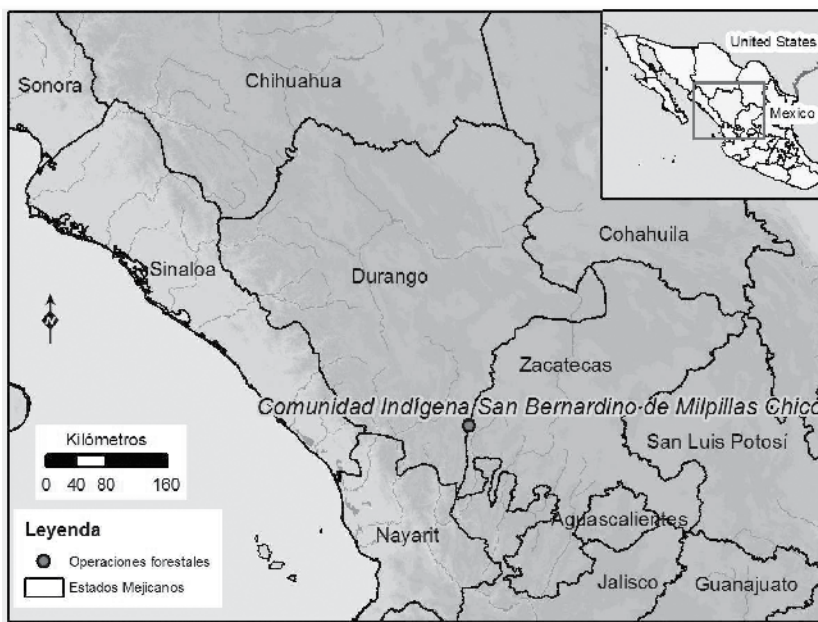 United States
Mexico
Sonora
Chihuahua
Cohahuila
Sinaloa
Durango
Zacatecas
Comunidad Indígena San Bernardino de Milpillas Chico
San Luis Potosí
Kilómetros
0 40 80 160
Leyenda
Operaciones forestales
Estados Mejicanos
Nayarit
Aguascalientes
Jalisco
Guanajuato